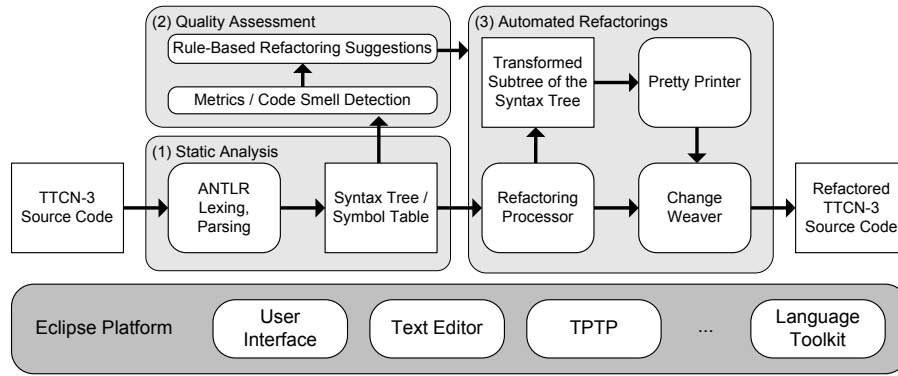 (2) Quality Assessment
Rule-Based Refactoring Suggestions
Metrics / Code Smell Detection
(3) Automated Refactorings
Transformed
Subtree of the
Syntax Tree
Pretty Printer
(1) Static Analysis
TTCN-3
Source Code
ANTLR
Lexing,
Parsing
Syntax Tree /
Symbol Table
Refactoring
Processor
Change
Weaver
Refactored
TTCN-3
Source Code
Eclipse Platform
User
Interface
Text Editor
TPTP
...
Language
Toolkit